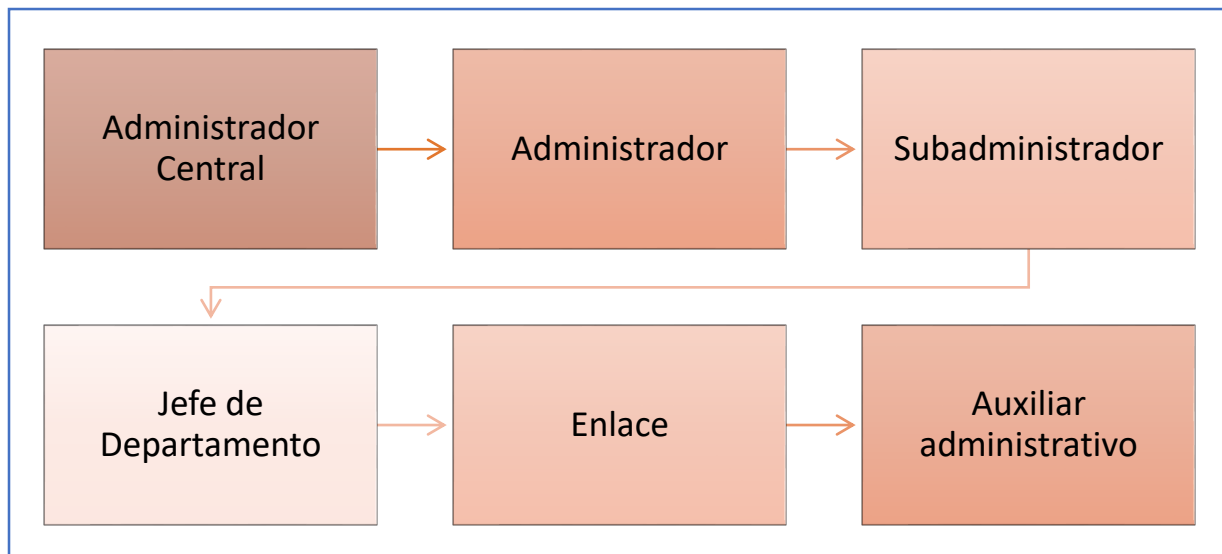 Administrador
Central
Administrador
Subadministrador
Jefe de
Departamento
Enlace
Auxiliar
administrativo